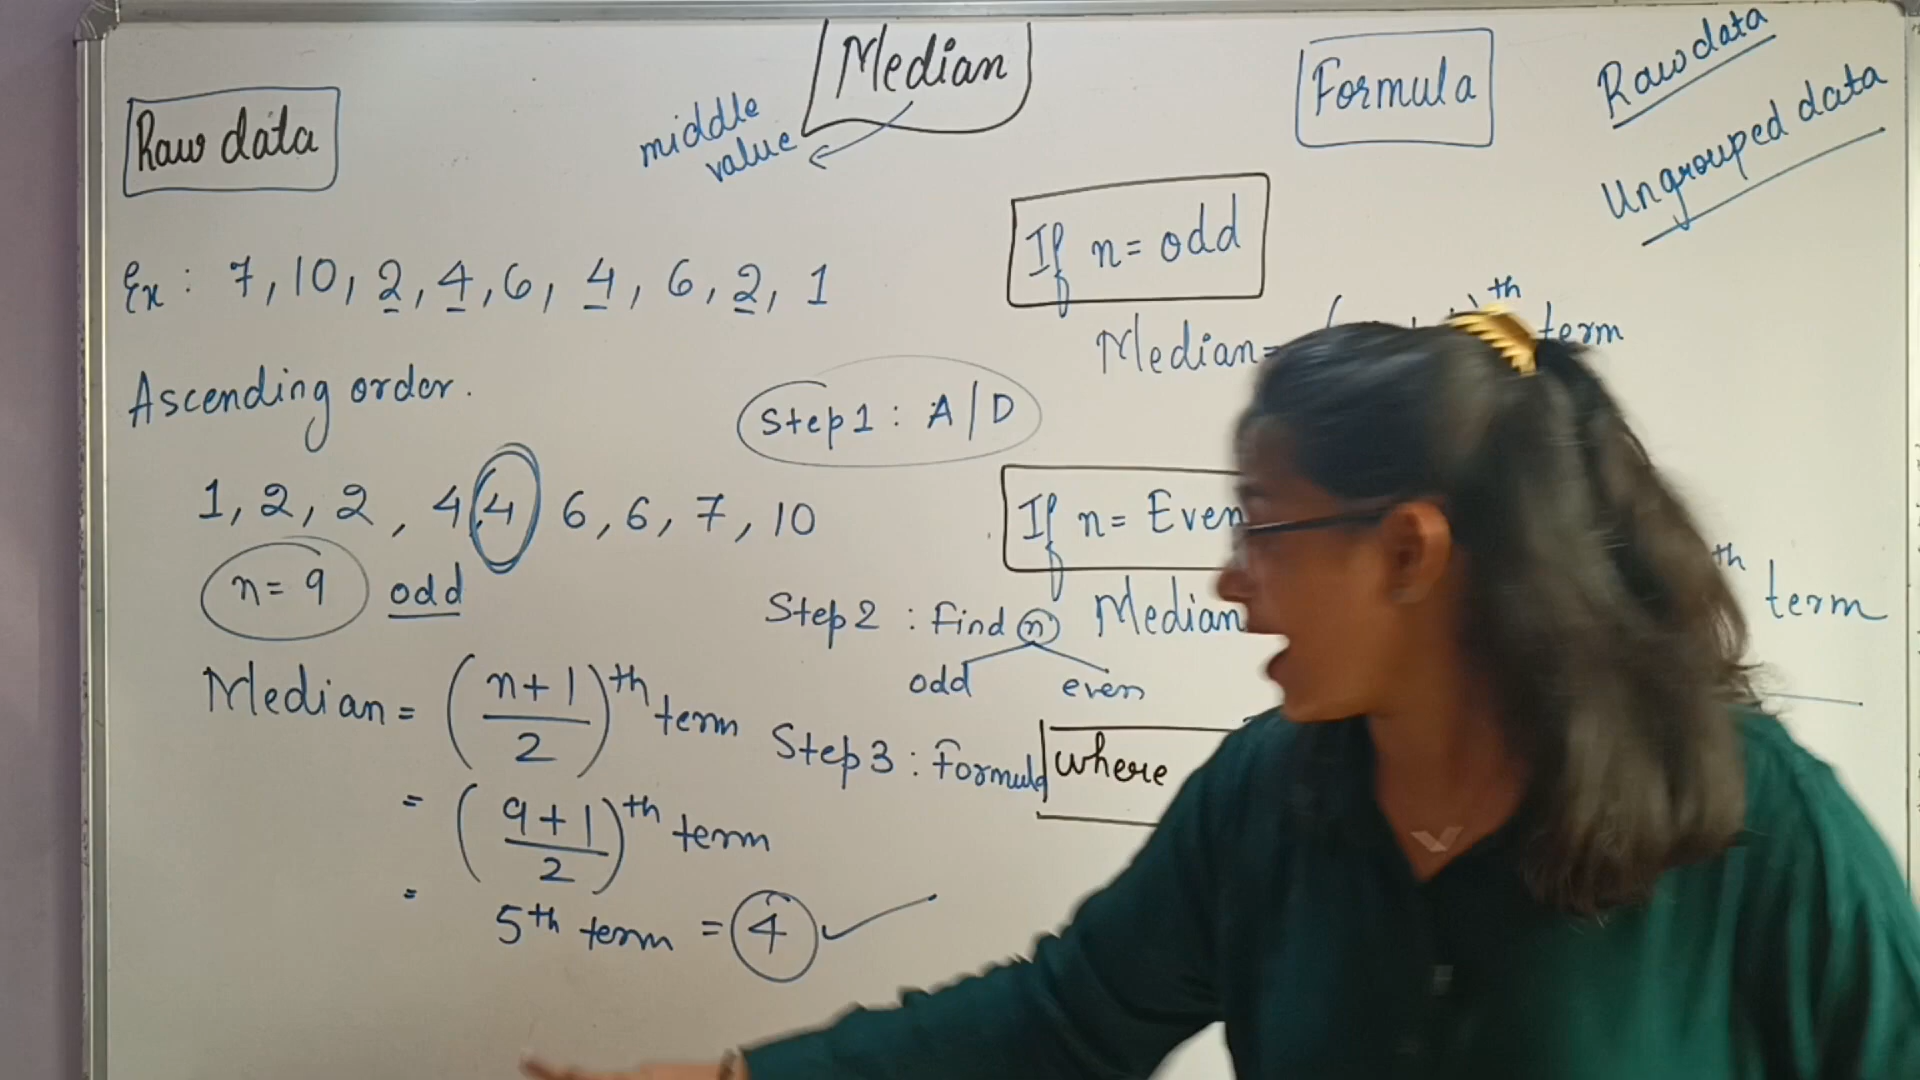 Median
middle
value
Raw data
Ex : 7, 10, 2, 4, 6, 4, 6, 2, 1
Ascending order.
1, 2, 2, 4, 4 6, 6, 7, 10
n = 9 odd
Median = (n+1/2)th term
= (9+1/2)th term
= 5th term = 4 ✓
Step 1 : A/D
Step 2 : Find n
odd even
Step 3 : Formula
Formula
Raw data
Ungrouped data
If n = odd
Median = th term
If n = Even
Median th term
where